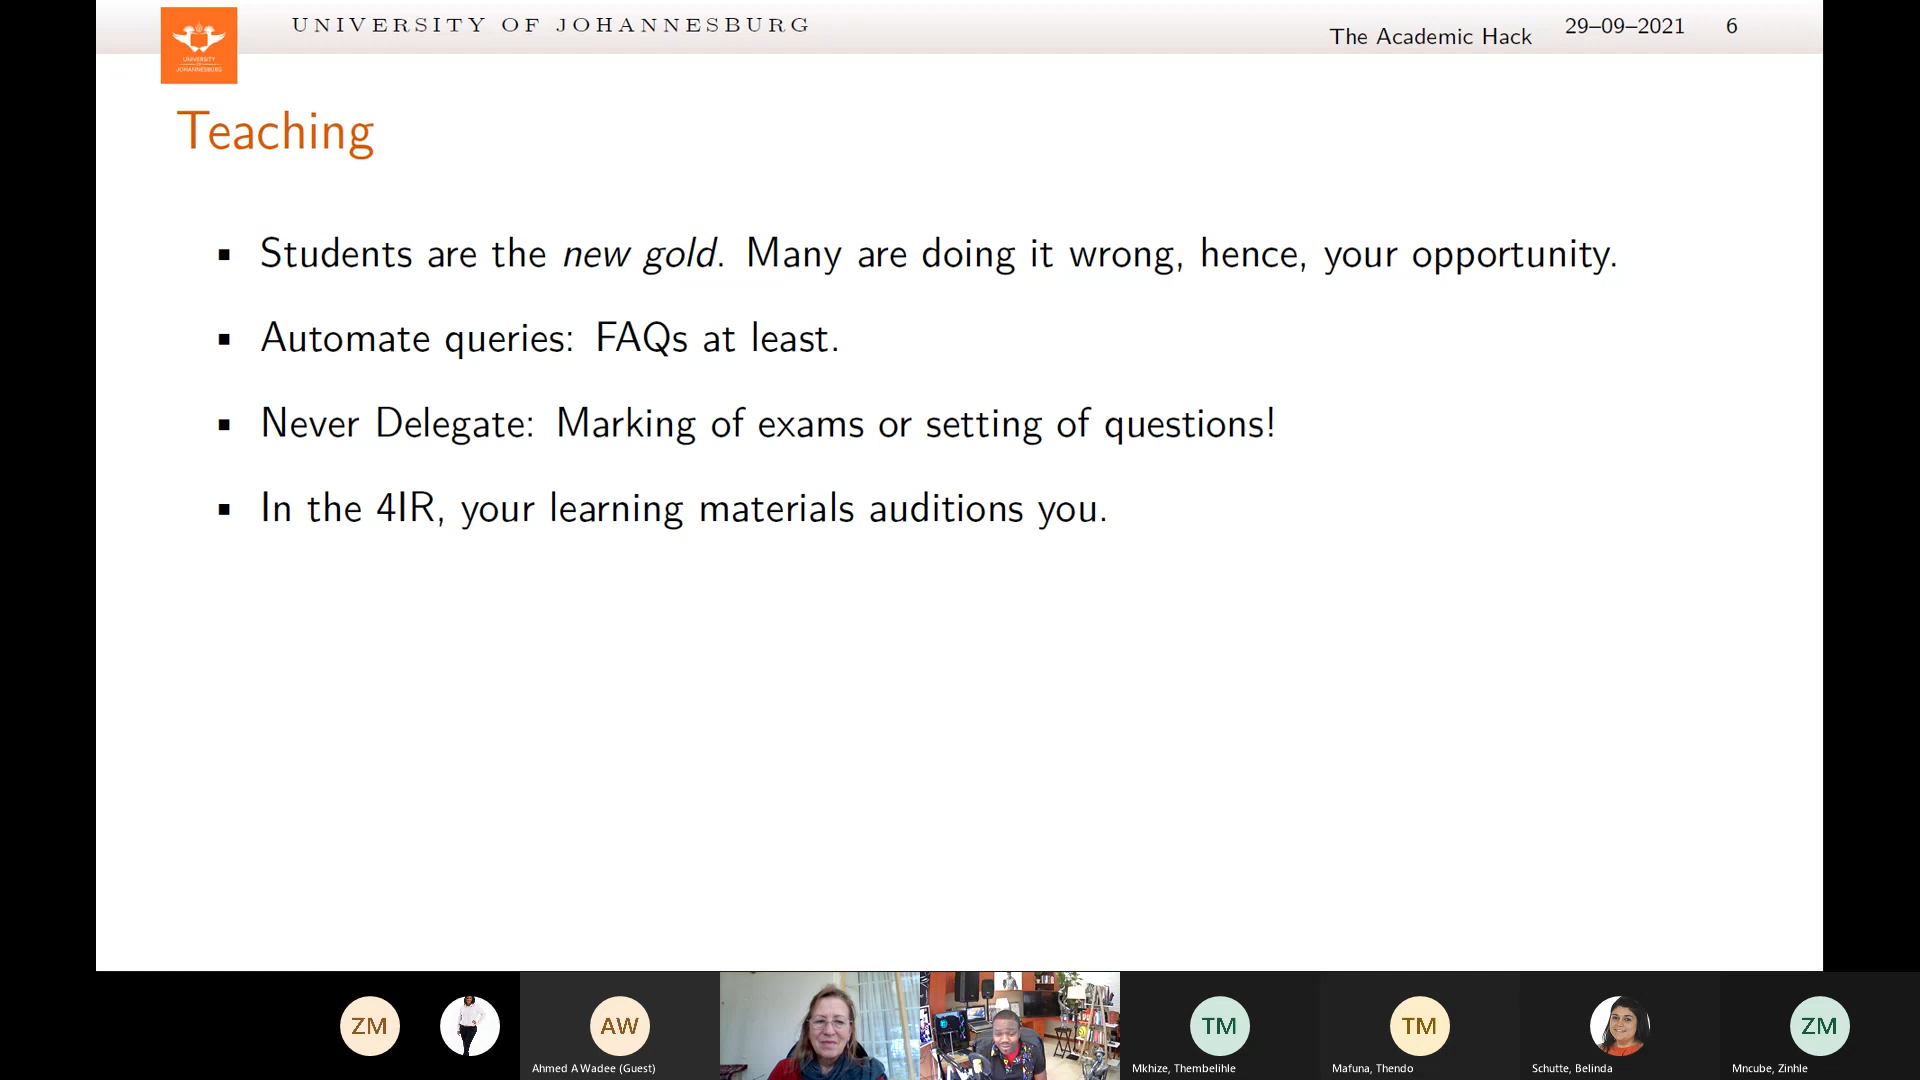 UNIVERSITY OF JOHANNESBURG
The Academic Hack
29–09–2021
6
UNIVERSITY
OF
JOHANNESBURG
Teaching
▪ Students are the new gold. Many are doing it wrong, hence, your opportunity.
▪ Automate queries: FAQs at least.
▪ Never Delegate: Marking of exams or setting of questions!
▪ In the 4IR, your learning materials auditions you.
ZM
AW
TM
TM
ZM
Ahmed A Wadee (Guest)
Mkhize, Thembelihle
Mafuna, Thendo
Schutte, Belinda
Mncube, Zinhle